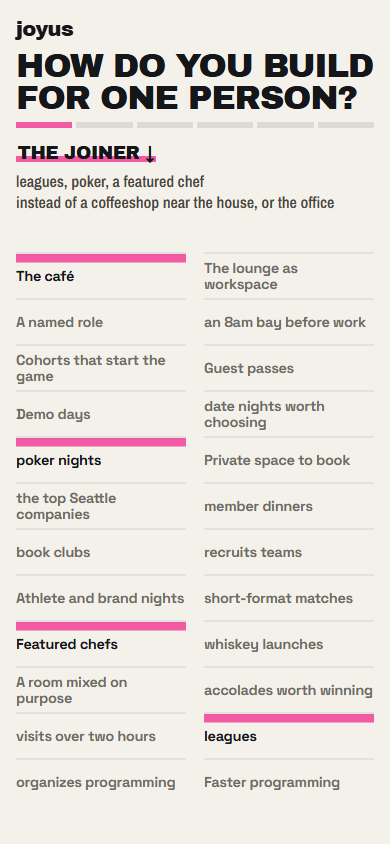 joyus
HOW DO YOU BUILD
FOR ONE PERSON?
THE JOINER ↓
leagues, poker, a featured chef
instead of a coffeeshop near the house, or the office
The café
A named role
Cohorts that start the
game
Demo days
poker nights
the top Seattle
companies
book clubs
Athlete and brand nights
Featured chefs
A room mixed on
purpose
visits over two hours
organizes programming
The lounge as
workspace
an 8am bay before work
Guest passes
date nights worth
choosing
Private space to book
member dinners
recruits teams
short-format matches
whiskey launches
accolades worth winning
leagues
Faster programming